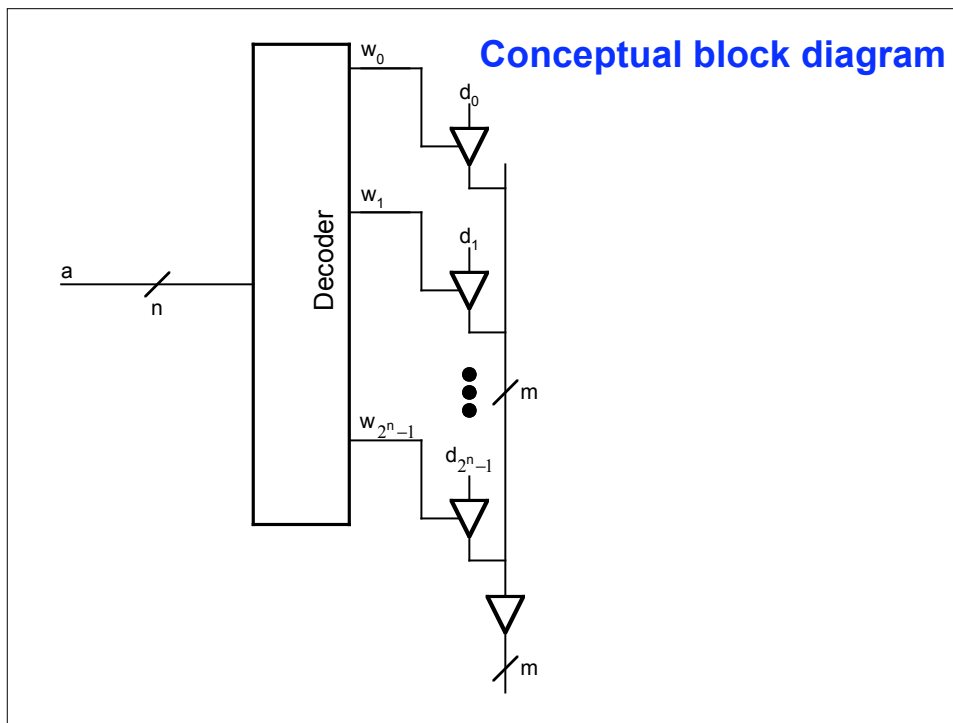 Conceptual block diagram
w₀
d₀
w₁
d₁
a
n
Decoder
m
w₂ⁿ₋₁
d₂ⁿ₋₁
m